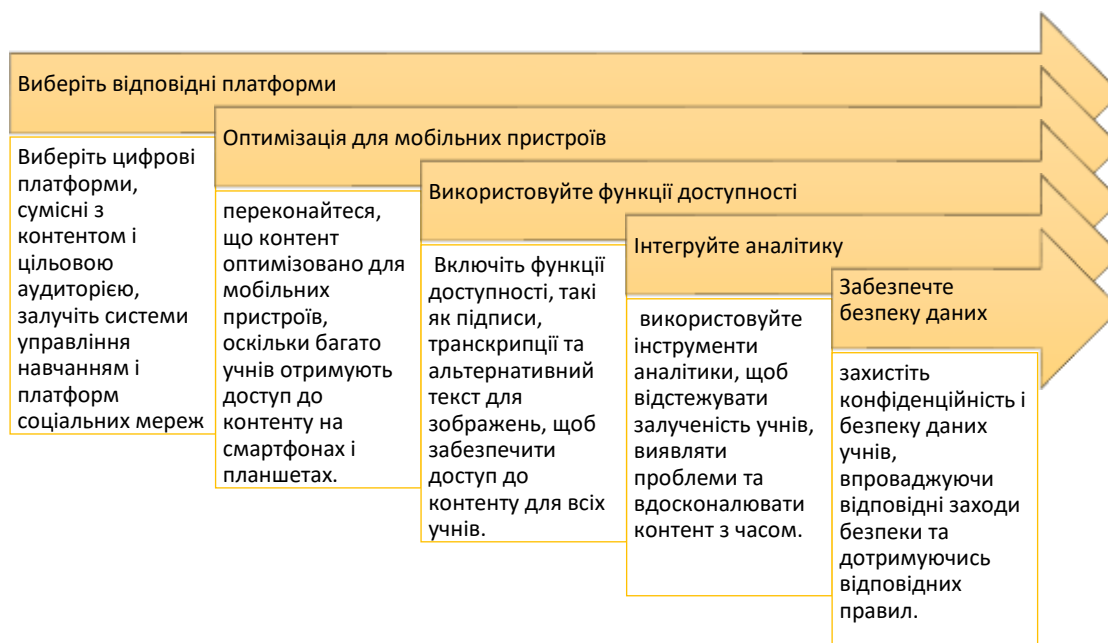 Виберіть відповідні платформи
Виберіть цифрові
платформи,
сумісні з
контентом і
цільовою
аудиторією,
залучіть системи
управління
навчанням і
платформ
соціальних мереж
Оптимізація для мобільних пристроїв
переконайтеся,
що контент
оптимізовано для
мобільних
пристроїв,
оскільки багато
учнів отримують
доступ до
контенту на
смартфонах і
планшетах.
Використовуйте функції доступності
Включіть функції
доступності, такі
як підписи,
транскрипції та
альтернативний
текст для
зображень, щоб
забезпечити
доступ до
контенту для всіх
учнів.
Інтегруйте аналітику
використовуйте
інструменти
аналітики, щоб
відстежувати
залученість учнів,
виявляти
проблеми та
вдосконалювати
контент з часом.
Забезпечте
безпеку даних
захистіть
конфіденційність і
безпеку даних
учнів,
впроваджуючи
відповідні заходи
безпеки та
дотримуючись
відповідних
правил.